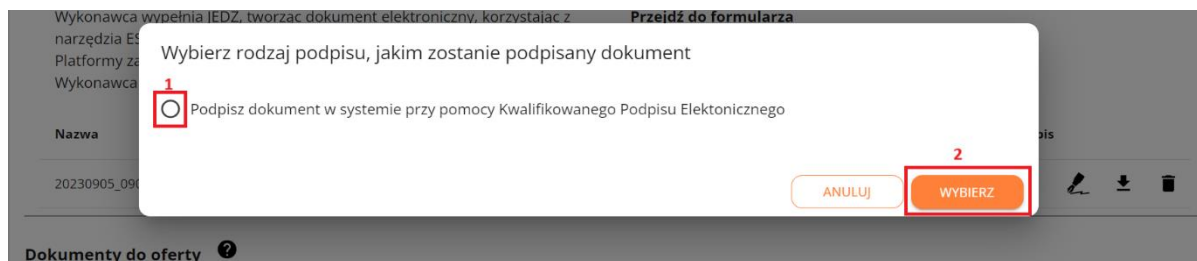 Wykonawca wypełnia JEDZ, tworząc dokument elektroniczny, korzystając z
Przejdź do formularza
narzędzia ES
Platformy za
Wykonawca
Wybierz rodzaj podpisu, jakim zostanie podpisany dokument
1
Podpisz dokument w systemie przy pomocy Kwalifikowanego Podpisu Elektonicznego
Nazwa
pis
2
20230905_090
ANULUJ
WYBIERZ
Dokumenty do oferty ?